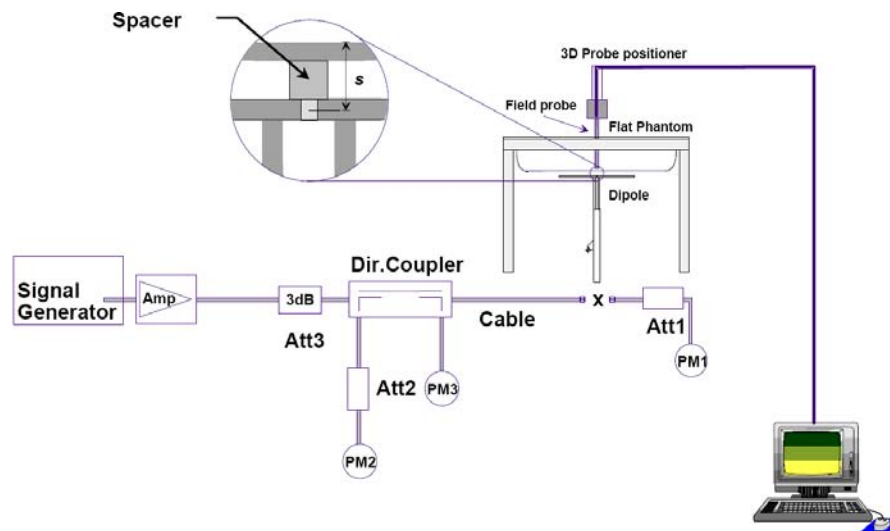 Spacer
s
3D Probe positioner
Field probe
Flat Phantom
Dipole
Dir.Coupler
Signal
Generator
Amp
3dB
Att3
Cable
x
Att1
PM1
Att2
PM3
PM2